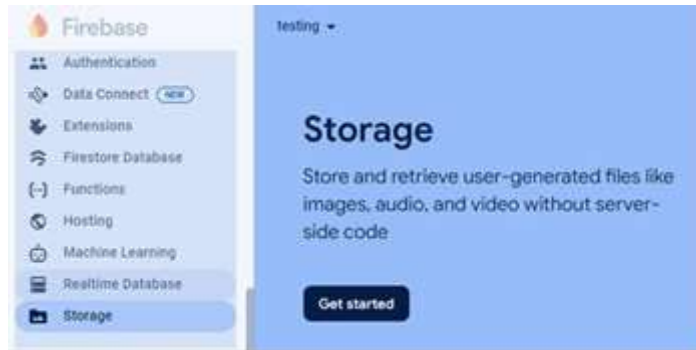 Firebase
Authentication
Data Connect NEW
Extensions
Firestore Database
Functions
Hosting
Machine Learning
Realtime Database
Storage
testing
Storage
Store and retrieve user-generated files like
images, audio, and video without server-
side code
Get started